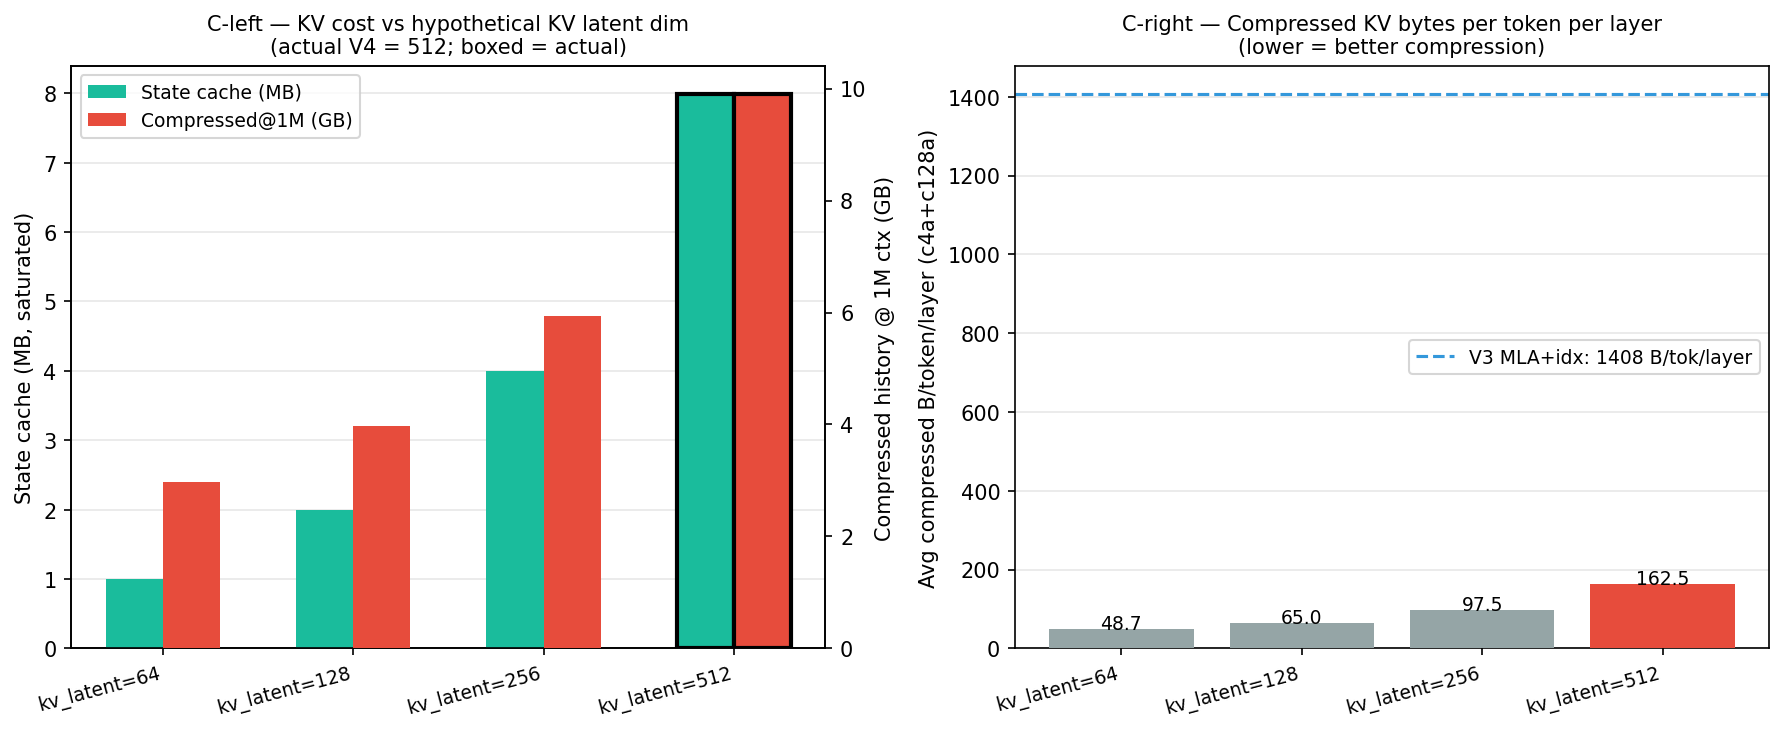 C-left — KV cost vs hypothetical KV latent dim
(actual V4 = 512; boxed = actual)
State cache (MB)
Compressed@1M (GB)
State cache (MB, saturated)
8
7
6
5
4
3
2
1
0
10
8
6
4
2
0
Compressed history @ 1M ctx (GB)
kv_latent=64
kv_latent=128
kv_latent=256
kv_latent=512
C-right — Compressed KV bytes per token per layer
(lower = better compression)
Avg compressed B/token/layer (c4a+c128a)
1400
1200
1000
800
600
400
200
0
V3 MLA+idx: 1408 B/tok/layer
48.7
65.0
97.5
162.5
kv_latent=64
kv_latent=128
kv_latent=256
kv_latent=512